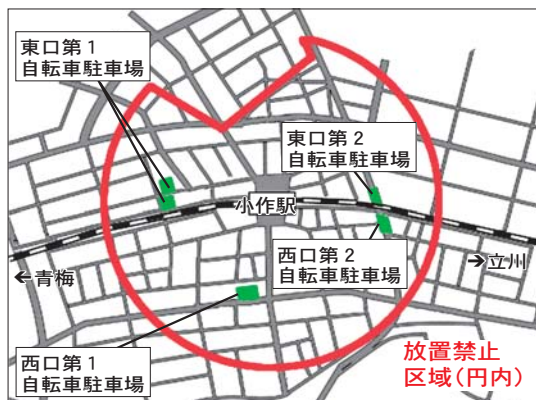 東口第1
自転車駐車場
東口第2
自転車駐車場
小作駅
西口第2
自転車駐車場
←青梅
→立川
西口第1
自転車駐車場
放置禁止
区域(円内)